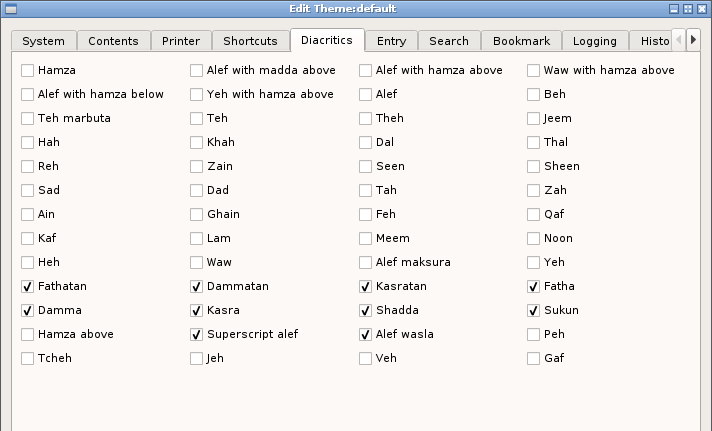 Edit Theme:default
System Contents Printer Shortcuts Diacritics Entry Search Bookmark Logging Histo
Hamza Alef with madda above Alef with hamza above Waw with hamza above
Alef with hamza below Yeh with hamza above Alef Beh
Teh marbuta Teh Theh Jeem
Hah Khah Dal Thal
Reh Zain Seen Sheen
Sad Dad Tah Zah
Ain Ghain Feh Qaf
Kaf Lam Meem Noon
Heh Waw Alef maksura Yeh
Fathatan Dammatan Kasratan Fatha
Damma Kasra Shadda Sukun
Hamza above Superscript alef Alef wasla Peh
Tcheh Jeh Veh Gaf